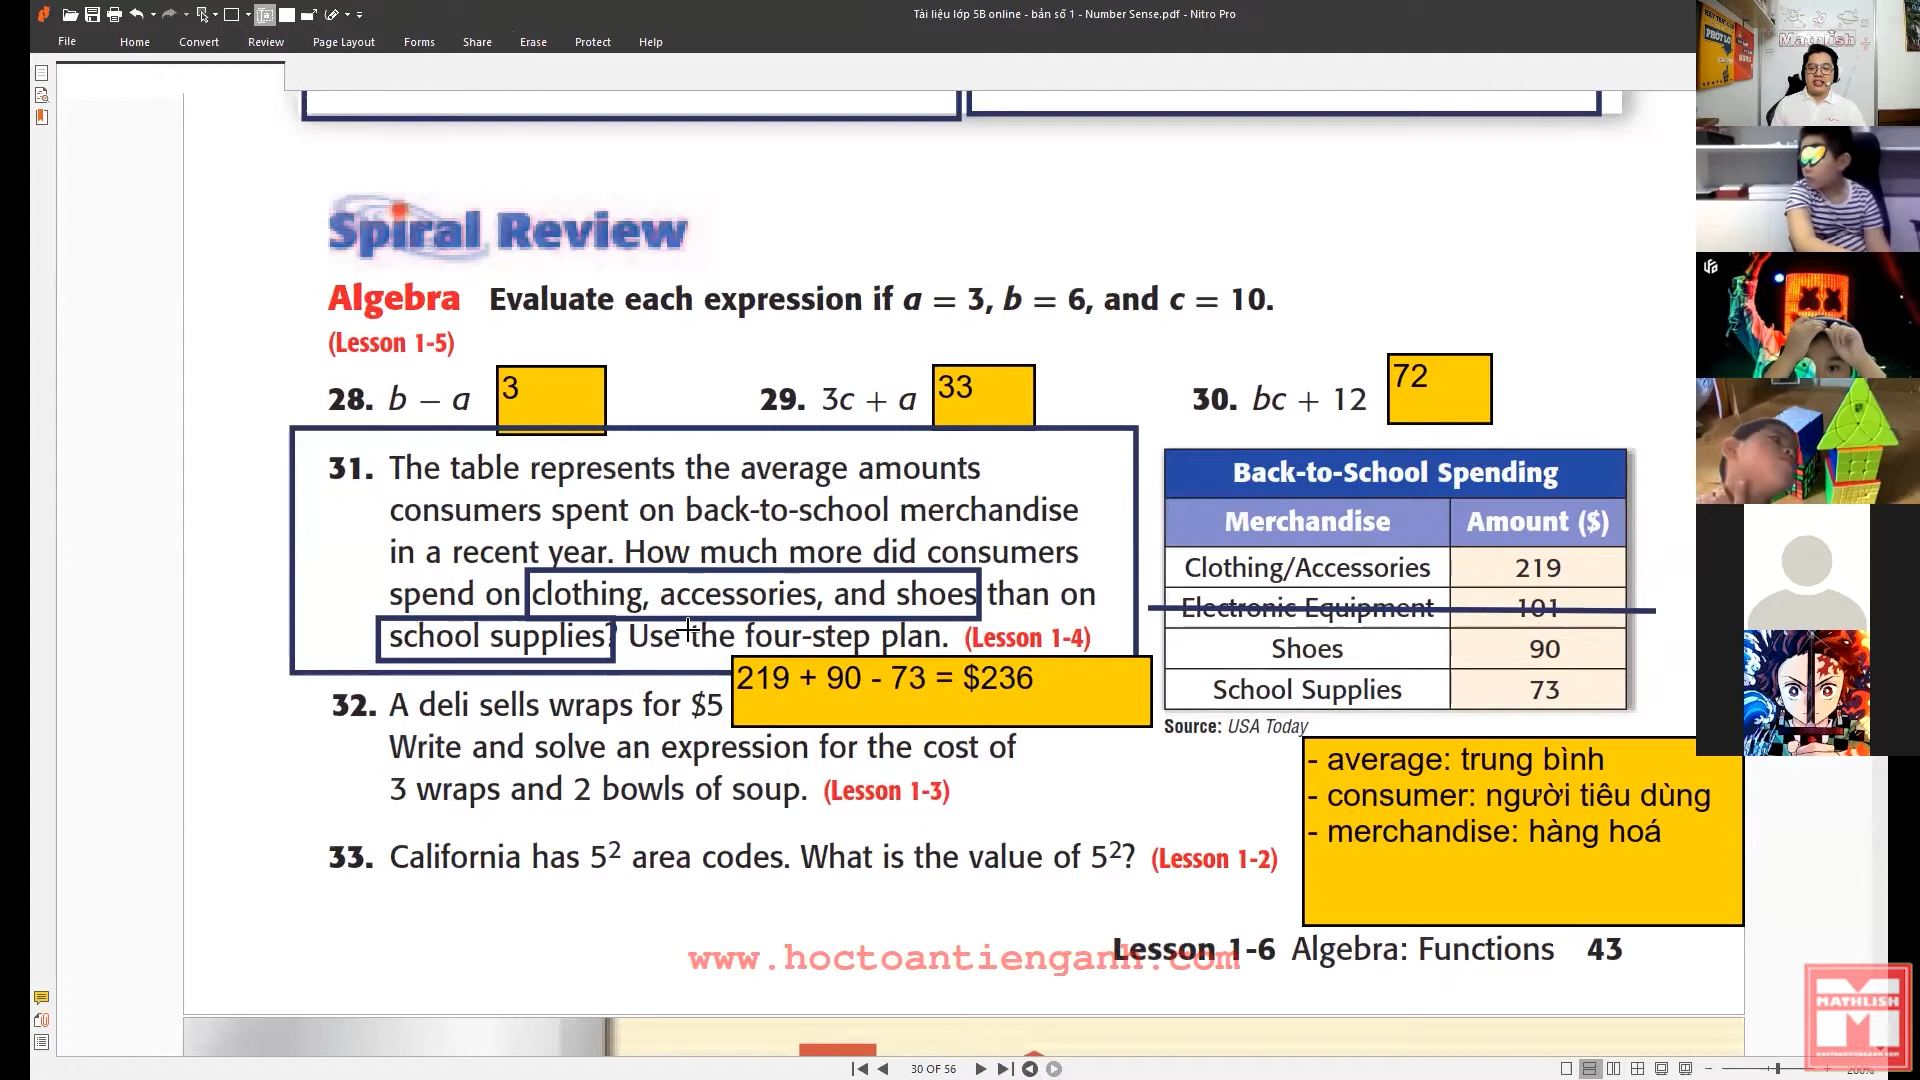 Tài liệu lớp 5B online - bản số 1 - Number Sense.pdf - Nitro Pro
File Home Convert Review Page Layout Forms Share Erase Protect Help
Spiral Review
Algebra Evaluate each expression if a = 3, b = 6, and c = 10.
(Lesson 1-5)
28. b − a 3
29. 3c + a 33
30. bc + 12 72
31. The table represents the average amounts
consumers spent on back-to-school merchandise
in a recent year. How much more did consumers
spend on clothing, accessories, and shoes than on
school supplies? Use the four-step plan. (Lesson 1-4)
219 + 90 - 73 = $236
Back-to-School Spending
Merchandise Amount ($)
Clothing/Accessories 219
Electronic Equipment 101
Shoes 90
School Supplies 73
Source: USA Today
32. A deli sells wraps for $5
Write and solve an expression for the cost of
3 wraps and 2 bowls of soup. (Lesson 1-3)
- average: trung bình
- consumer: người tiêu dùng
- merchandise: hàng hoá
33. California has 5² area codes. What is the value of 5²? (Lesson 1-2)
www.hoctoantienganh.com
Lesson 1-6 Algebra: Functions 43
30 OF 56
200%
Mathlish
MATHLISH